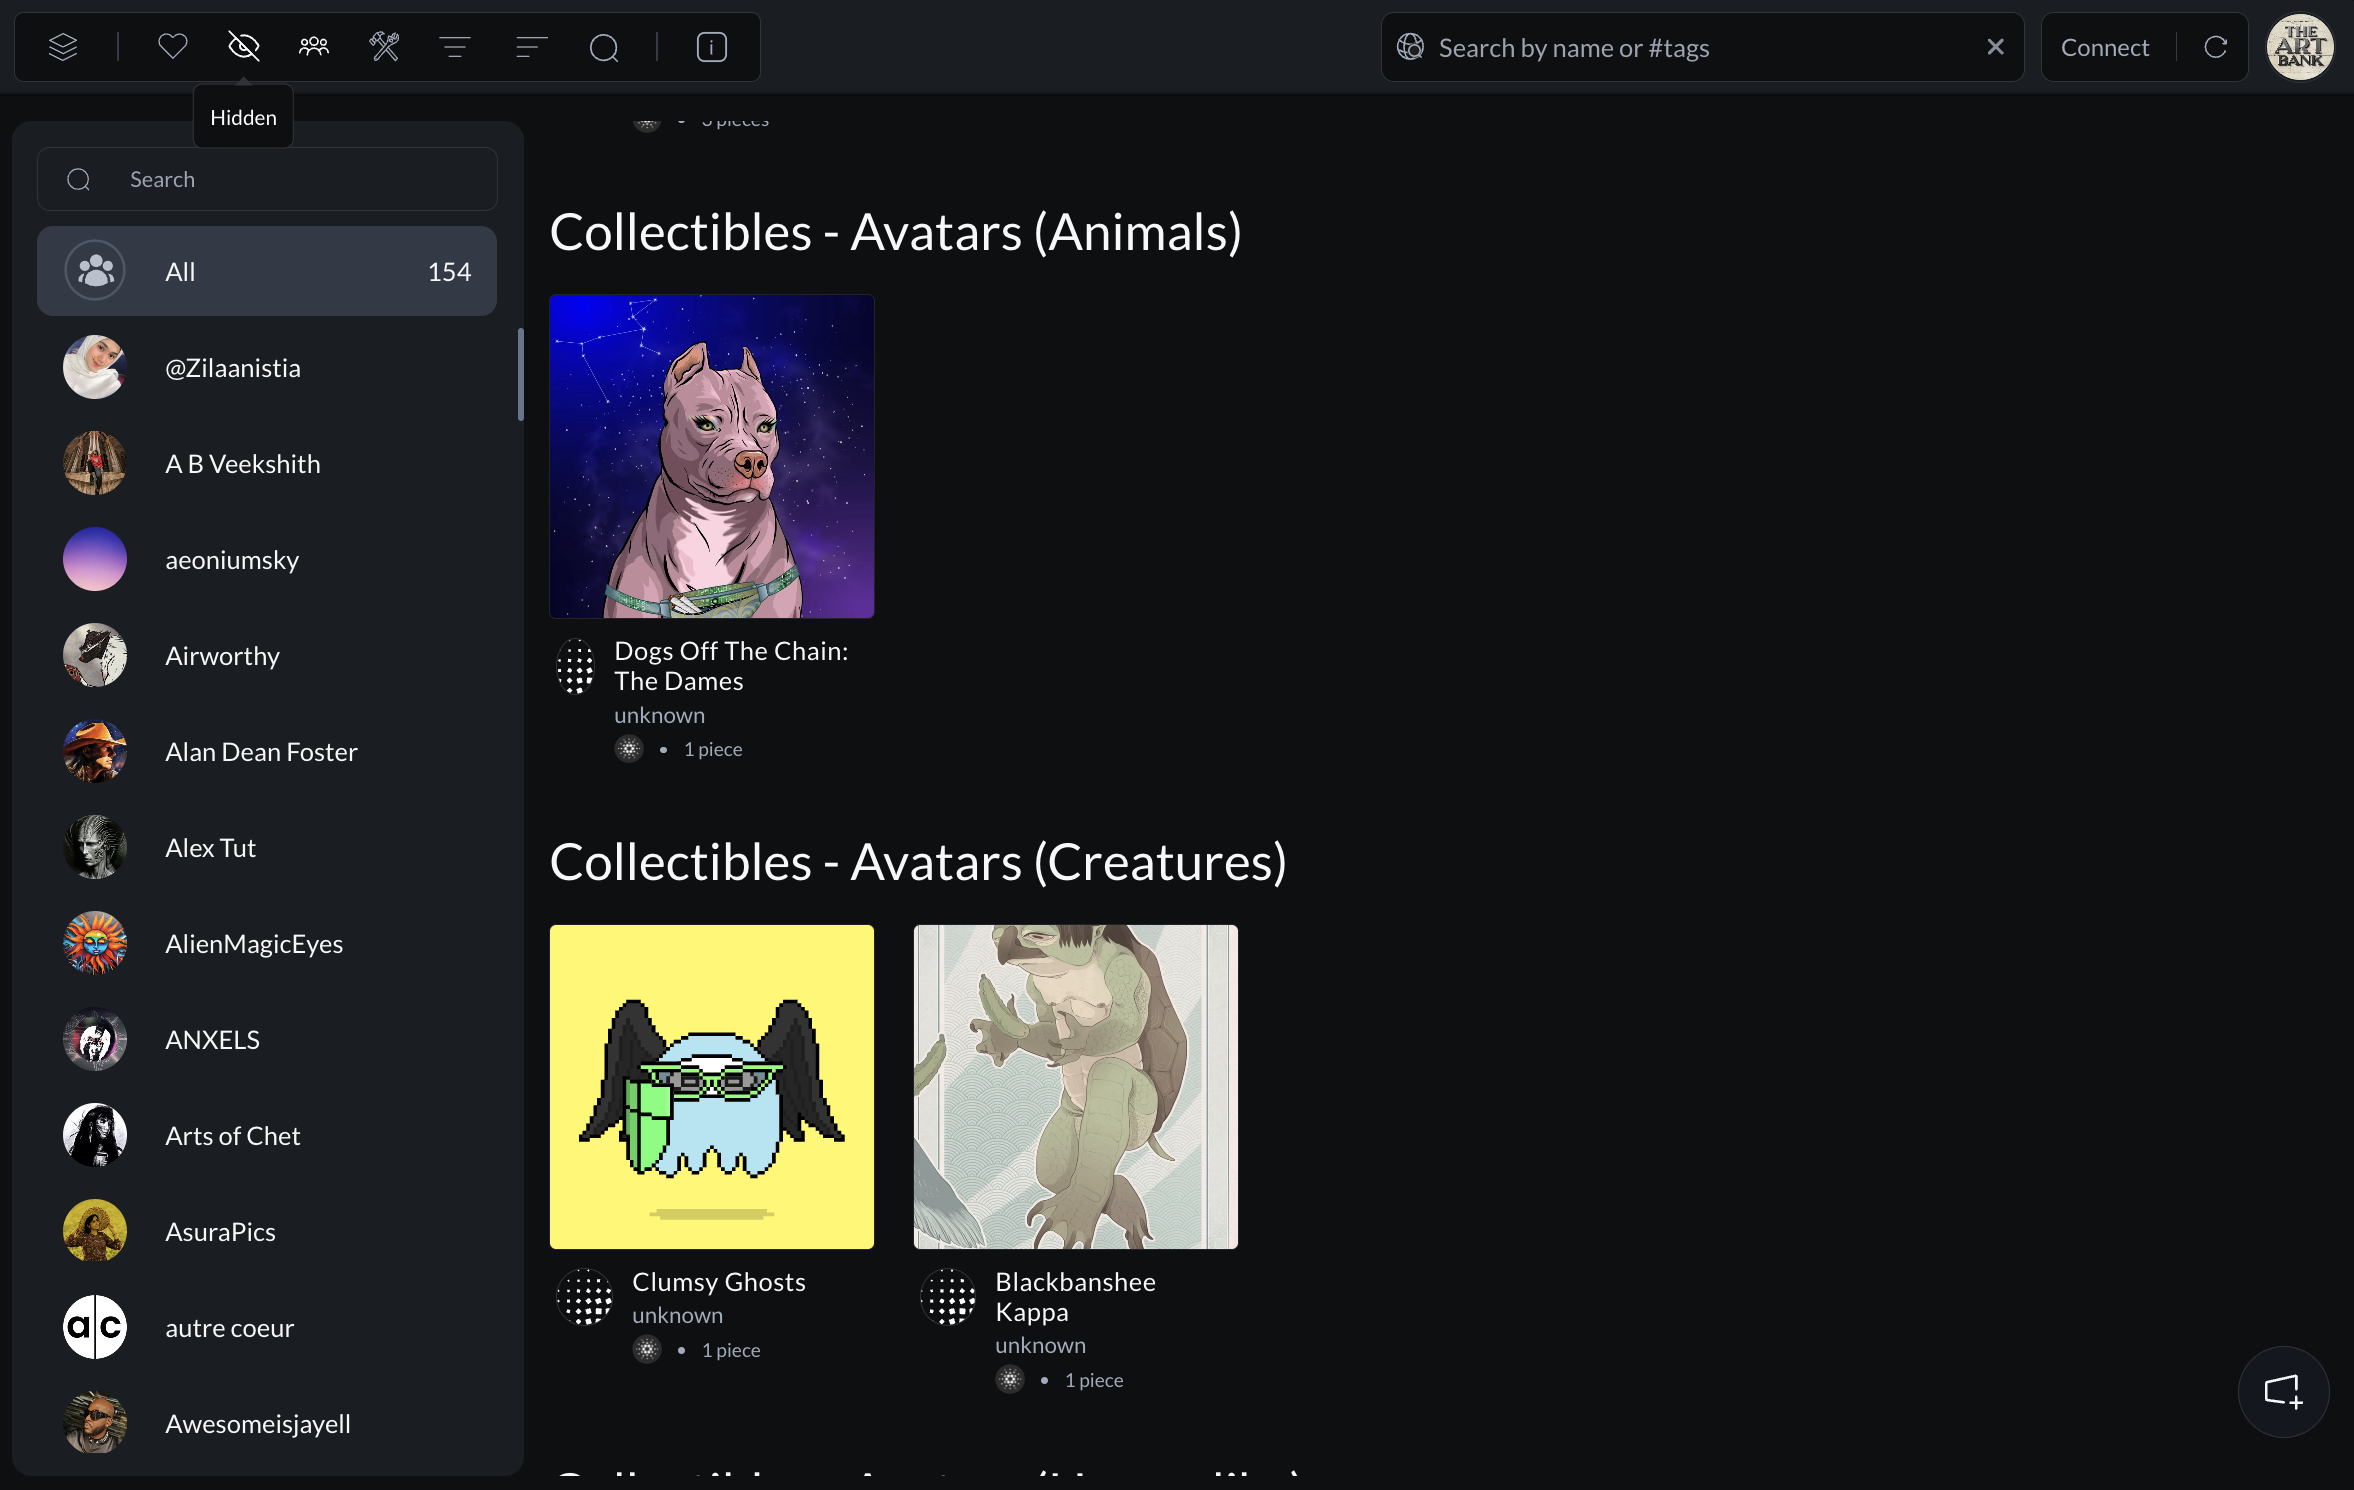 Search by name or #tags
Connect
THE
ART
BANK
Hidden
Search
All
154
@Zilaanistia
A B Veekshith
aeoniumsky
Airworthy
Alan Dean Foster
Alex Tut
AlienMagicEyes
ANXELS
Arts of Chet
AsuraPics
a|c
autre coeur
Awesomeisjayell
pieces
Collectibles - Avatars (Animals)
Dogs Off The Chain:
The Dames
unknown
• 1 piece
Collectibles - Avatars (Creatures)
Clumsy Ghosts
unknown
• 1 piece
Blackbanshee
Kappa
unknown
• 1 piece